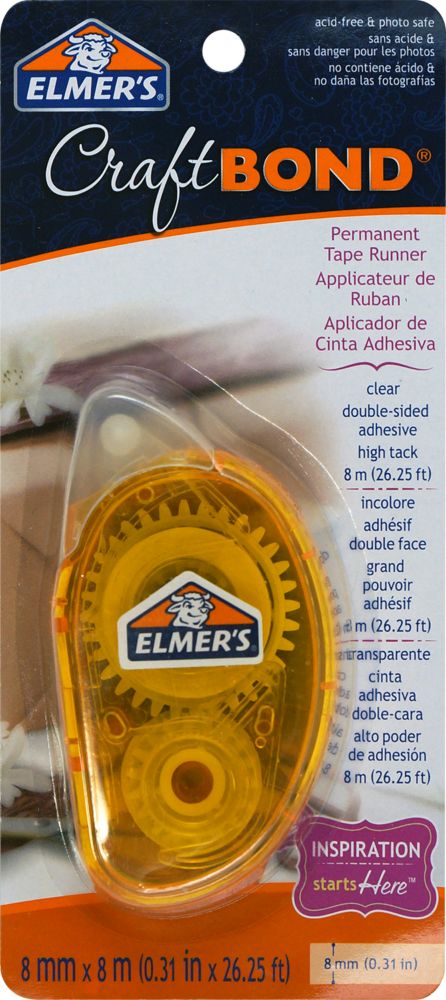 acid-free & photo safe
sans acide &
sans danger pour les photos
no contiene ácido &
no daña las fotografías
ELMER'S®
CraftBOND®
Permanent
Tape Runner
Applicateur de
Ruban
Aplicador de
Cinta Adhesiva
clear
double-sided
adhesive
high tack
8 m (26.25 ft)
incolore
adhésif
double face
grand
pouvoir
adhésif
m (26.25 ft)
transparente
cinta
adhesiva
doble-cara
alto poder
de adhesión
8 m (26.25 ft)
ELMER'S
INSPIRATION
starts Here™
8 mm x 8 m (0.31 in x 26.25 ft)
8 mm (0.31 in)